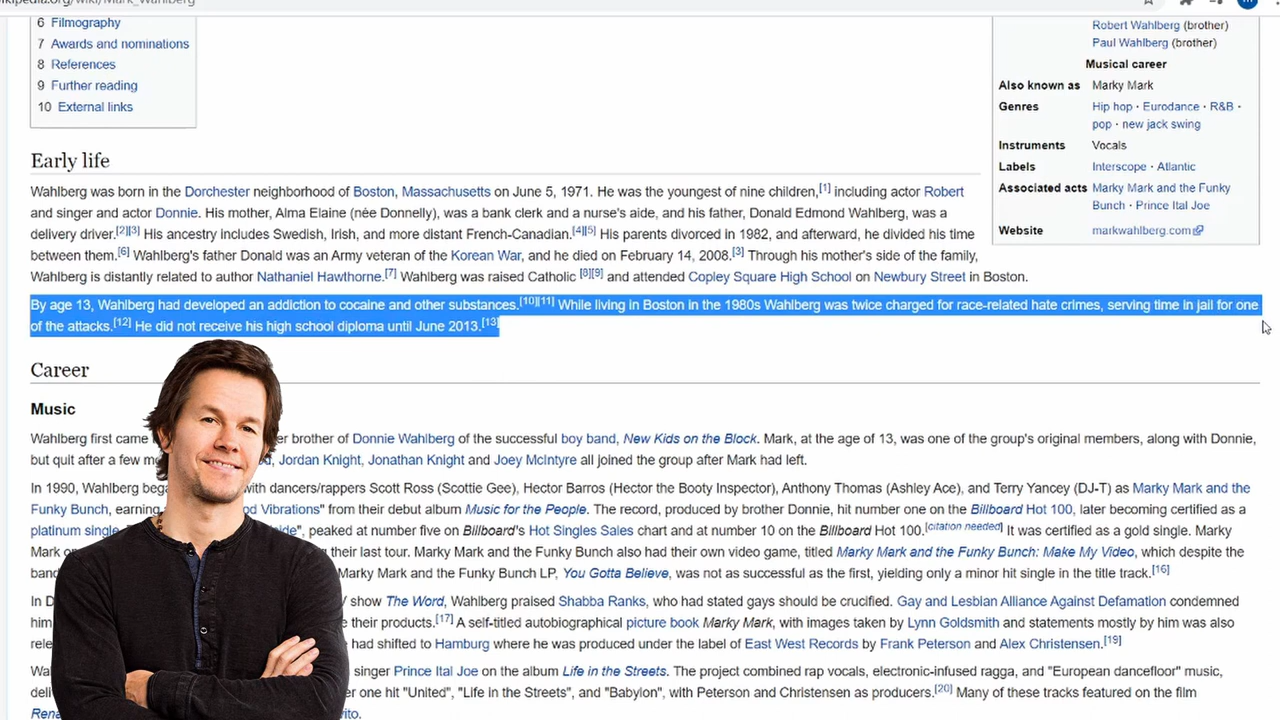 wikipedia.org/wiki/Mark_Wahlberg
6 Filmography
7 Awards and nominations
8 References
9 Further reading
10 External links
Robert Wahlberg (brother)
Paul Wahlberg (brother)
Musical career
Also known as Marky Mark
Genres Hip hop · Eurodance · R&B ·
pop · new jack swing
Instruments Vocals
Labels Interscope · Atlantic
Associated acts Marky Mark and the Funky
Bunch · Prince Ital Joe
Website markwahlberg.com
Early life
Wahlberg was born in the Dorchester neighborhood of Boston, Massachusetts on June 5, 1971. He was the youngest of nine children,[1] including actor Robert
and singer and actor Donnie. His mother, Alma Elaine (née Donnelly), was a bank clerk and a nurse's aide, and his father, Donald Edmond Wahlberg, was a
delivery driver.[2][3] His ancestry includes Swedish, Irish, and more distant French-Canadian.[4][5] His parents divorced in 1982, and afterward, he divided his time
between them.[6] Wahlberg's father Donald was an Army veteran of the Korean War, and he died on February 14, 2008.[3] Through his mother's side of the family,
Wahlberg is distantly related to author Nathaniel Hawthorne.[7] Wahlberg was raised Catholic [8][9] and attended Copley Square High School on Newbury Street in Boston.
By age 13, Wahlberg had developed an addiction to cocaine and other substances.[10][11] While living in Boston in the 1980s Wahlberg was twice charged for race-related hate crimes, serving time in jail for one
of the attacks.[12] He did not receive his high school diploma until June 2013.[13]
Career
Music
Wahlberg first came er brother of Donnie Wahlberg of the successful boy band, New Kids on the Block. Mark, at the age of 13, was one of the group's original members, along with Donnie,
but quit after a few mo d, Jordan Knight, Jonathan Knight and Joey McIntyre all joined the group after Mark had left.
In 1990, Wahlberg bega with dancers/rappers Scott Ross (Scottie Gee), Hector Barros (Hector the Booty Inspector), Anthony Thomas (Ashley Ace), and Terry Yancey (DJ-T) as Marky Mark and the
Funky Bunch, earning od Vibrations" from their debut album Music for the People. The record, produced by brother Donnie, hit number one on the Billboard Hot 100, later becoming certified as a
platinum single. ide", peaked at number five on Billboard's Hot Singles Sales chart and at number 10 on the Billboard Hot 100.[citation needed] It was certified as a gold single. Marky
Mark op their last tour. Marky Mark and the Funky Bunch also had their own video game, titled Marky Mark and the Funky Bunch: Make My Video, which despite the
band Marky Mark and the Funky Bunch LP, You Gotta Believe, was not as successful as the first, yielding only a minor hit single in the title track.[16]
In D show The Word, Wahlberg praised Shabba Ranks, who had stated gays should be crucified. Gay and Lesbian Alliance Against Defamation condemned
him their products.[17] A self-titled autobiographical picture book Marky Mark, with images taken by Lynn Goldsmith and statements mostly by him was also
rele had shifted to Hamburg where he was produced under the label of East West Records by Frank Peterson and Alex Christensen.[19]
Wa singer Prince Ital Joe on the album Life in the Streets. The project combined rap vocals, electronic-infused ragga, and "European dancefloor" music,
deli r one hit "United", "Life in the Streets", and "Babylon", with Peterson and Christensen as producers.[20] Many of these tracks featured on the film
Rena ito.